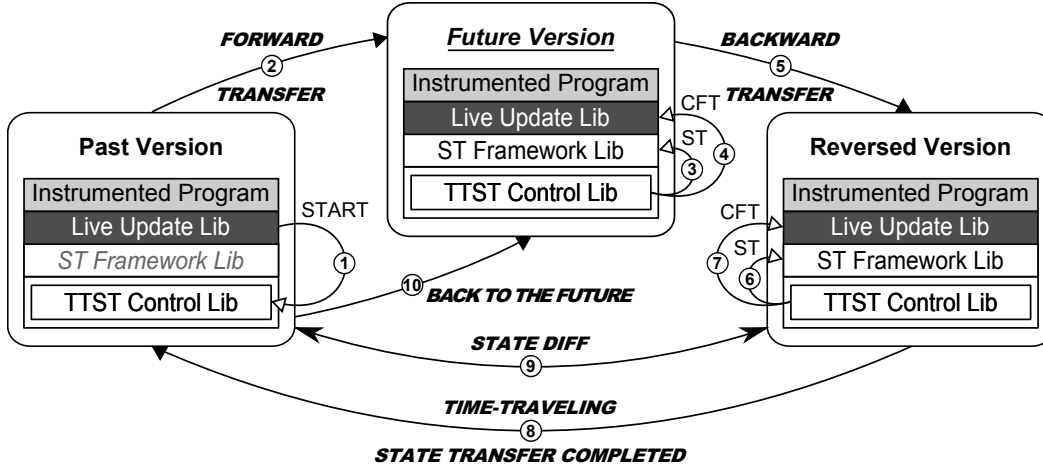 FORWARD
2
TRANSFER
Future Version
Instrumented Program
Live Update Lib
ST Framework Lib
TTST Control Lib
CFT
ST
3
4
BACKWARD
5
TRANSFER
Past Version
Instrumented Program
Live Update Lib
ST Framework Lib
TTST Control Lib
START
1
Reversed Version
Instrumented Program
Live Update Lib
ST Framework Lib
TTST Control Lib
CFT
ST
7
6
10
BACK TO THE FUTURE
STATE DIFF
9
TIME-TRAVELING
8
STATE TRANSFER COMPLETED